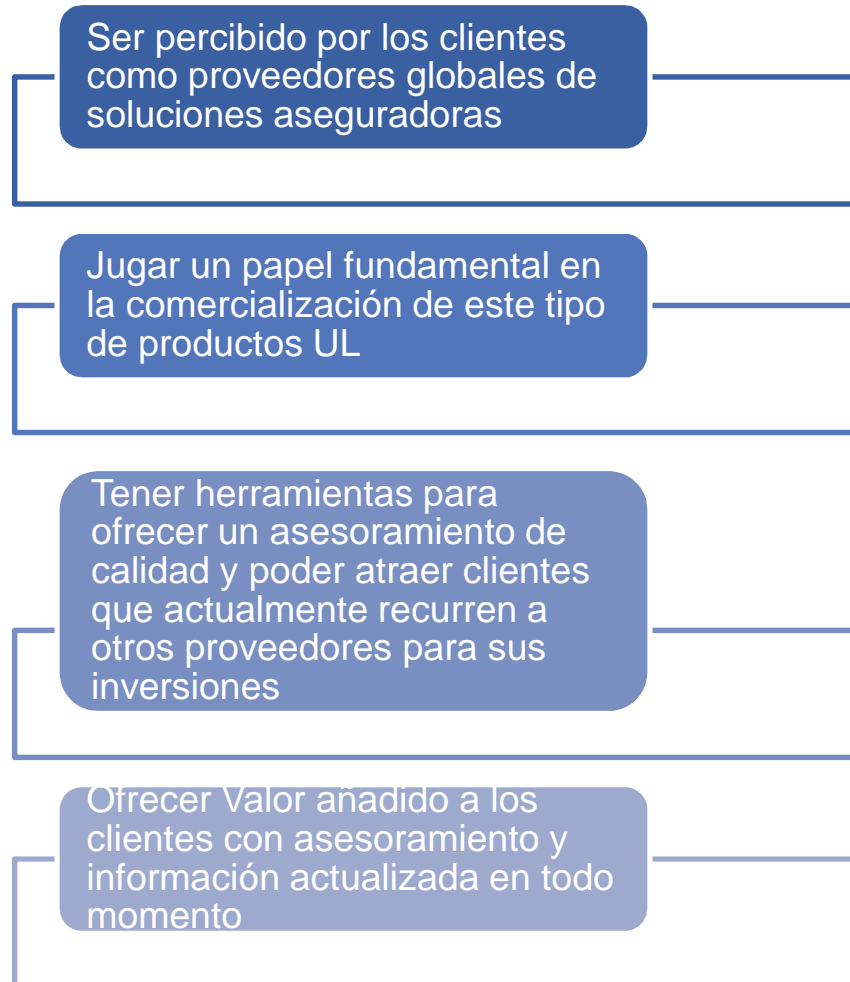 Ser percibido por los clientes
como proveedores globales de
soluciones aseguradoras
Jugar un papel fundamental en
la comercialización de este tipo
de productos UL
Tener herramientas para
ofrecer un asesoramiento de
calidad y poder atraer clientes
que actualmente recurren a
otros proveedores para sus
inversiones
Ofrecer Valor añadido a los
clientes con asesoramiento y
información actualizada en todo
momento